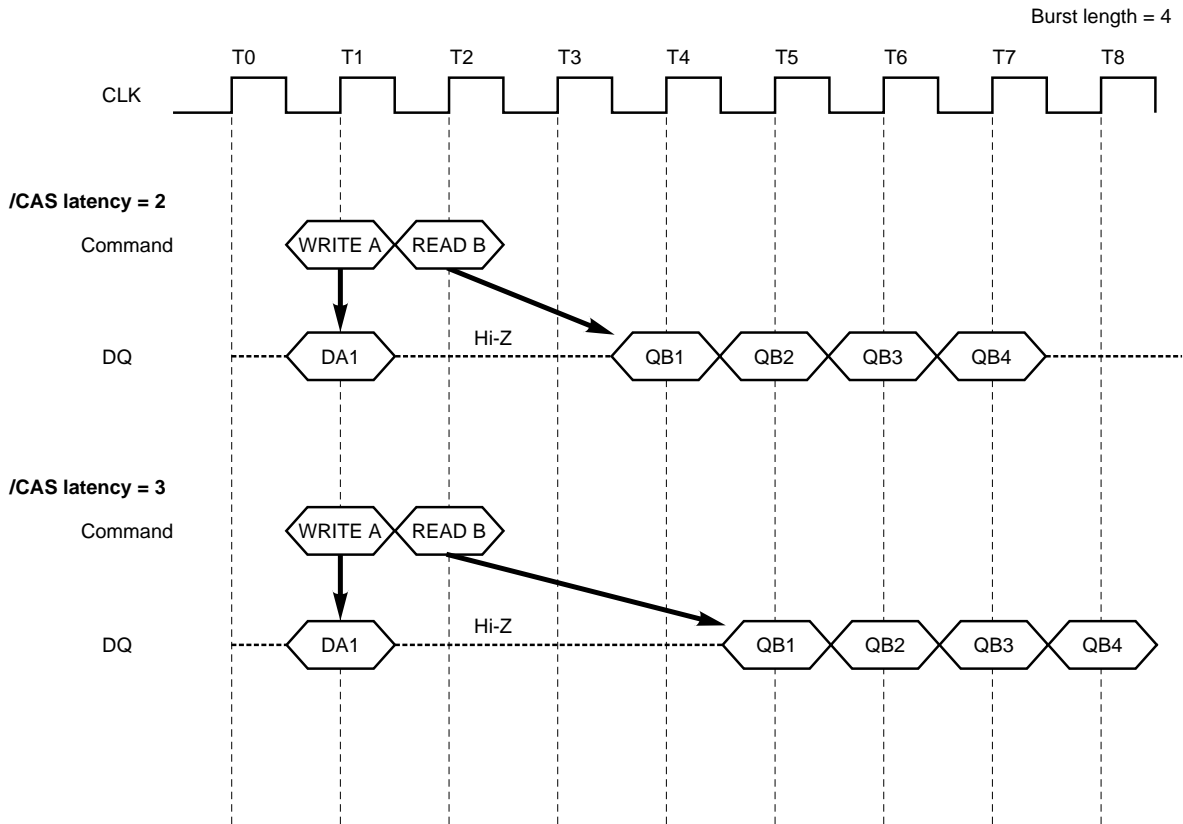 Burst length = 4
T0 T1 T2 T3 T4 T5 T6 T7 T8
CLK
/CAS latency = 2
Command WRITE A READ B
Hi-Z
DQ DA1 QB1 QB2 QB3 QB4
/CAS latency = 3
Command WRITE A READ B
Hi-Z
DQ DA1 QB1 QB2 QB3 QB4